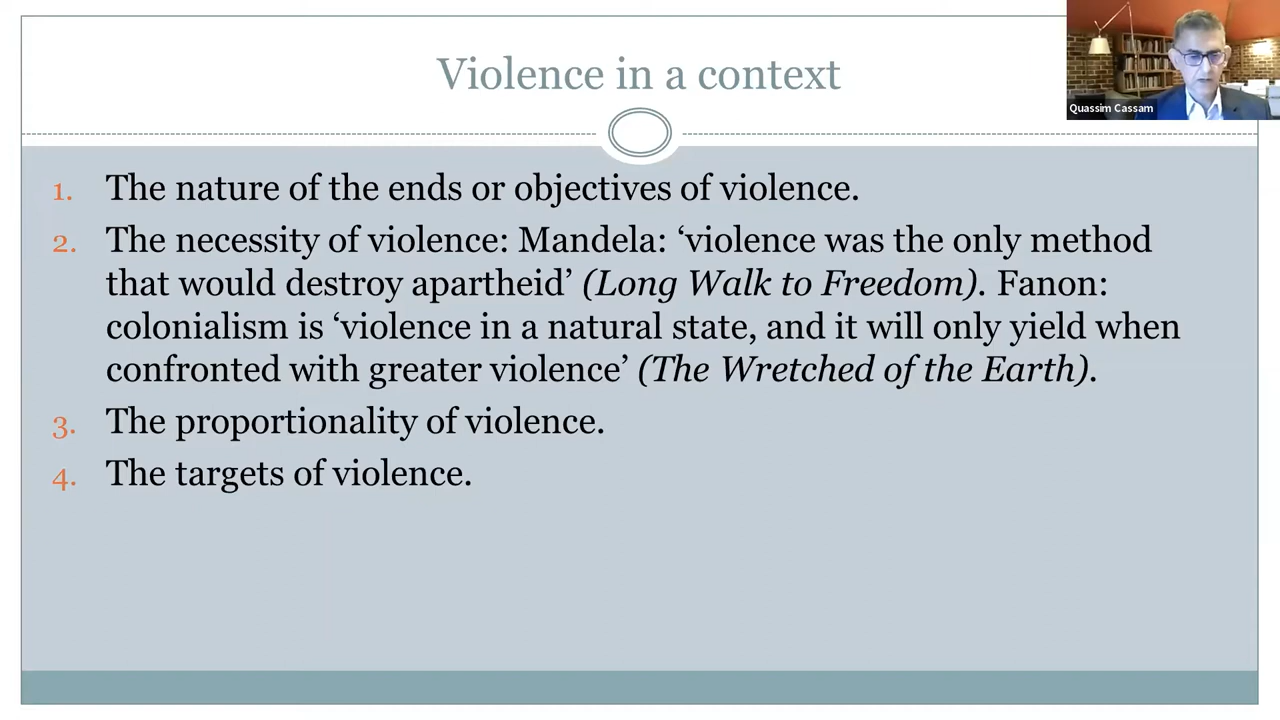 Violence in a context
Quassim Cassam
1. The nature of the ends or objectives of violence.
2. The necessity of violence: Mandela: ‘violence was the only method
that would destroy apartheid’ (Long Walk to Freedom). Fanon:
colonialism is ‘violence in a natural state, and it will only yield when
confronted with greater violence’ (The Wretched of the Earth).
3. The proportionality of violence.
4. The targets of violence.